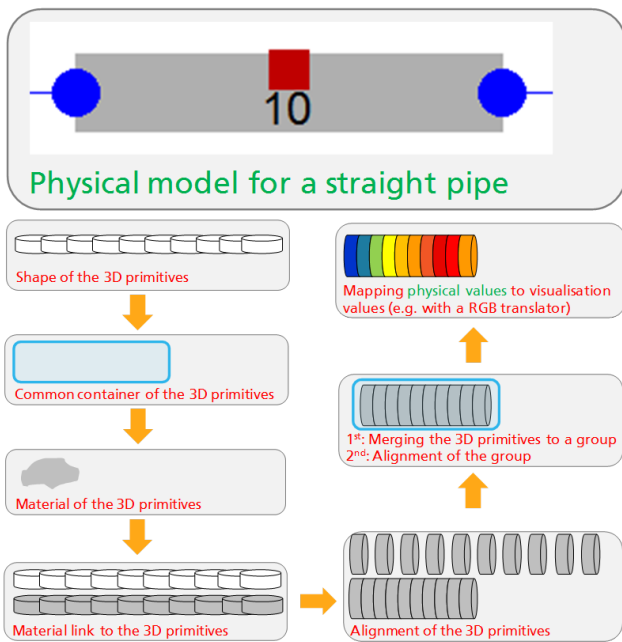 10
Physical model for a straight pipe
Shape of the 3D primitives
Common container of the 3D primitives
Material of the 3D primitives
Material link to the 3D primitives
Alignment of the 3D primitives
1st: Merging the 3D primitives to a group
2nd: Alignment of the group
Mapping physical values to visualisation
values (e.g. with a RGB translator)